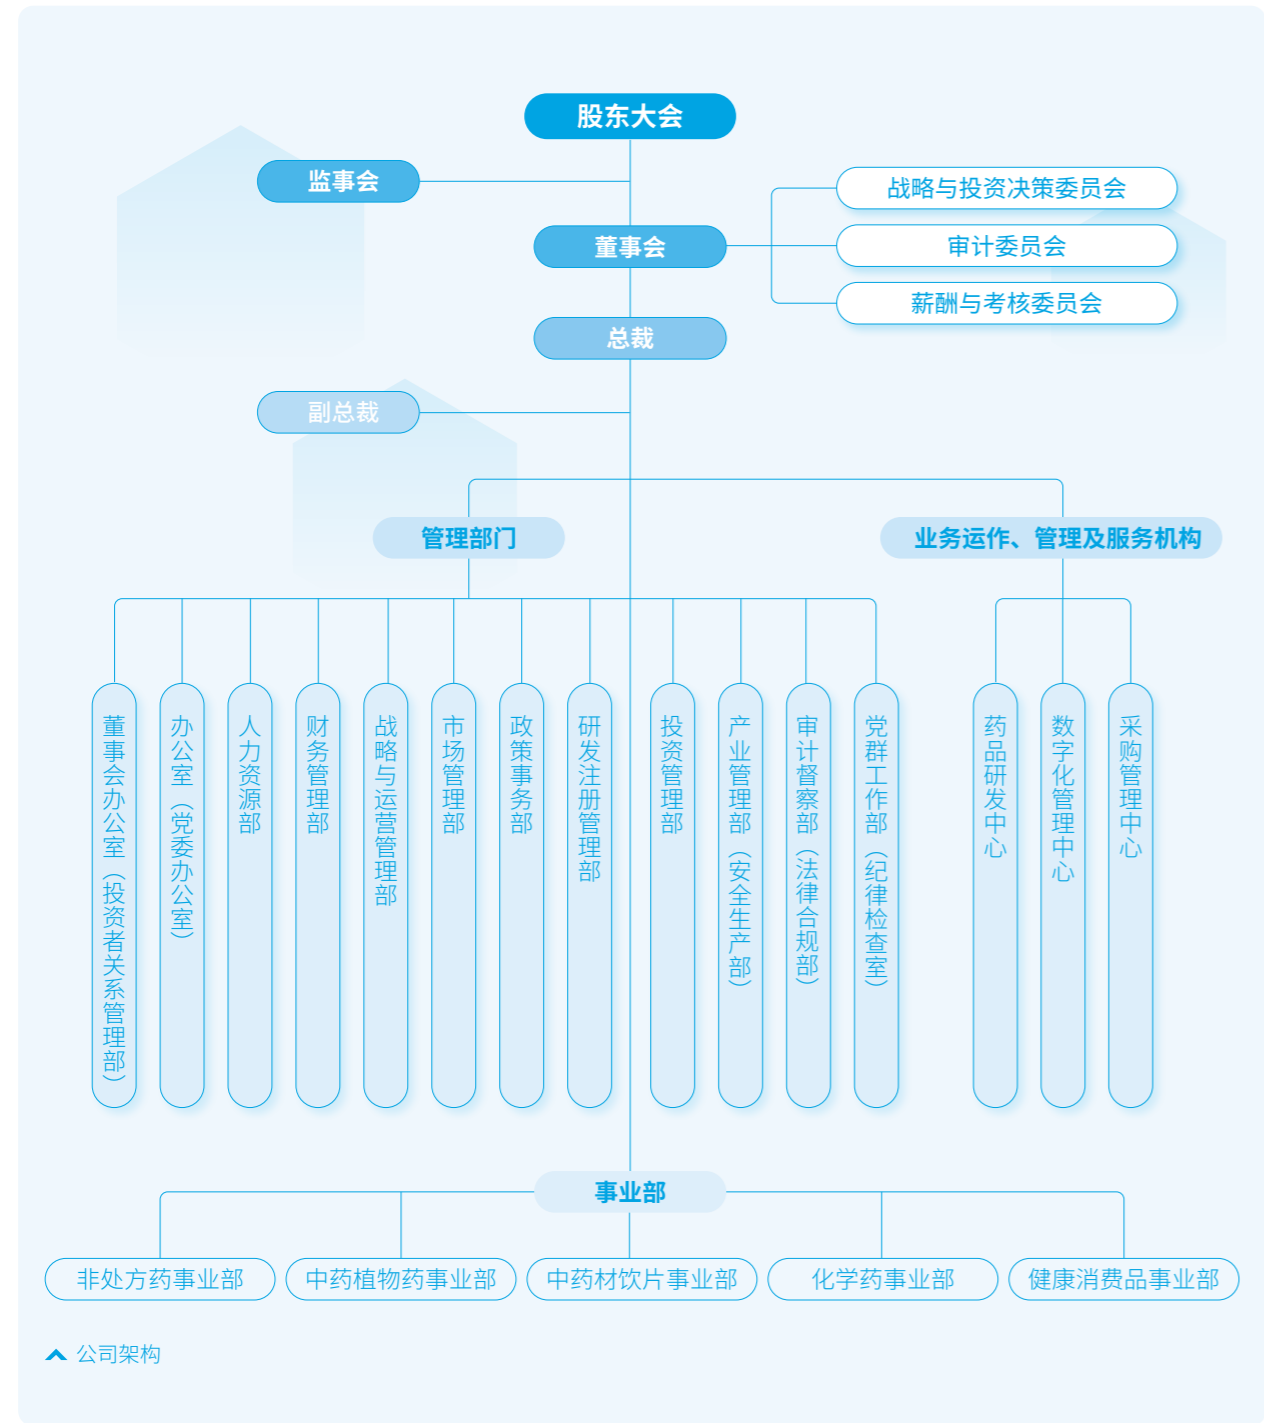 股东大会
监事会
董事会
战略与投资决策委员会
审计委员会
薪酬与考核委员会
总裁
副总裁
管理部门
业务运作、管理及服务机构
董事会办公室（投资者关系管理部）
办公室（党委办公室）
人力资源部
财务管理部
战略与运营管理部
市场管理部
政策事务部
研发注册管理部
投资管理部
产业管理部（安全生产部）
审计督察部（法律合规部）
党群工作部（纪律检查室）
药品研发中心
数字化管理中心
采购管理中心
事业部
非处方药事业部
中药植物药事业部
中药材饮片事业部
化学药事业部
健康消费品事业部
公司架构